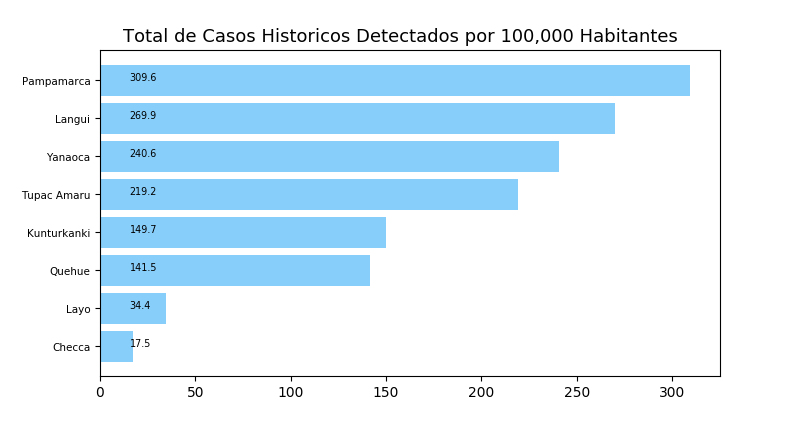 Total de Casos Historicos Detectados por 100,000 Habitantes
Pampamarca 309.6
Langui 269.9
Yanaoca 240.6
Tupac Amaru 219.2
Kunturkanki 149.7
Quehue 141.5
Layo 34.4
Checca 17.5
0 50 100 150 200 250 300